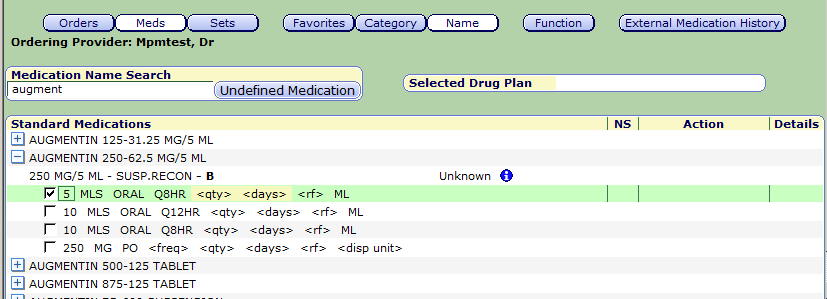 Orders Meds Sets Favorites Category Name Function External Medication History
Ordering Provider: Mpmtest, Dr
Medication Name Search
augment Undefined Medication
Selected Drug Plan
Standard Medications NS Action Details
AUGMENTIN 125-31.25 MG/5 ML
AUGMENTIN 250-62.5 MG/5 ML
250 MG/5 ML - SUSP.RECON - B Unknown
5 MLS ORAL Q8HR <qty> <days> <rf> ML
10 MLS ORAL Q12HR <qty> <days> <rf> ML
10 MLS ORAL Q8HR <qty> <days> <rf> ML
250 MG PO <freq> <qty> <days> <rf> <disp unit>
AUGMENTIN 500-125 TABLET
AUGMENTIN 875-125 TABLET